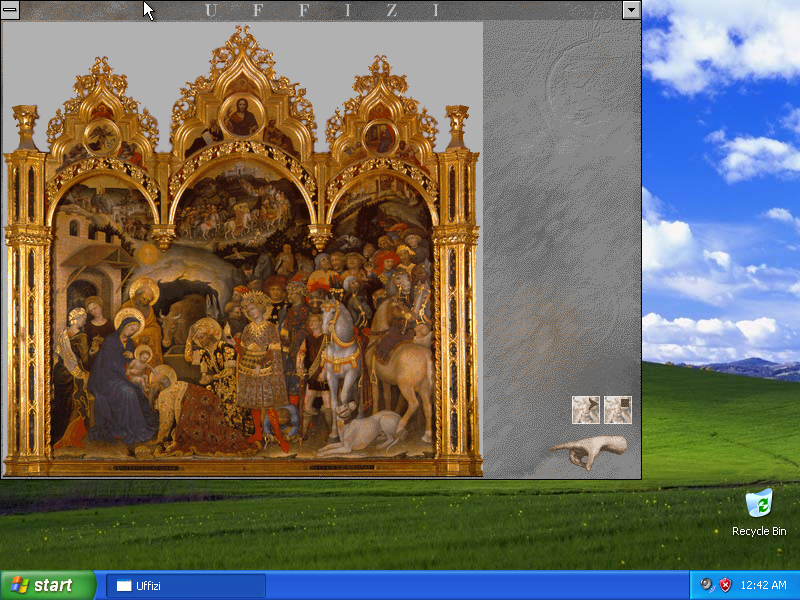 U F F I Z I
Recycle Bin
start
Uffizi
12:42 AM